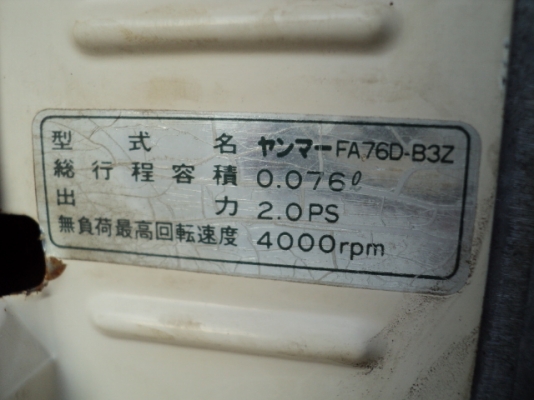 型式名 ヤンマーFA76D-B3Z
総行程容積 0.076ℓ
出力 2.0PS
無負荷最高回転速度 4000rpm